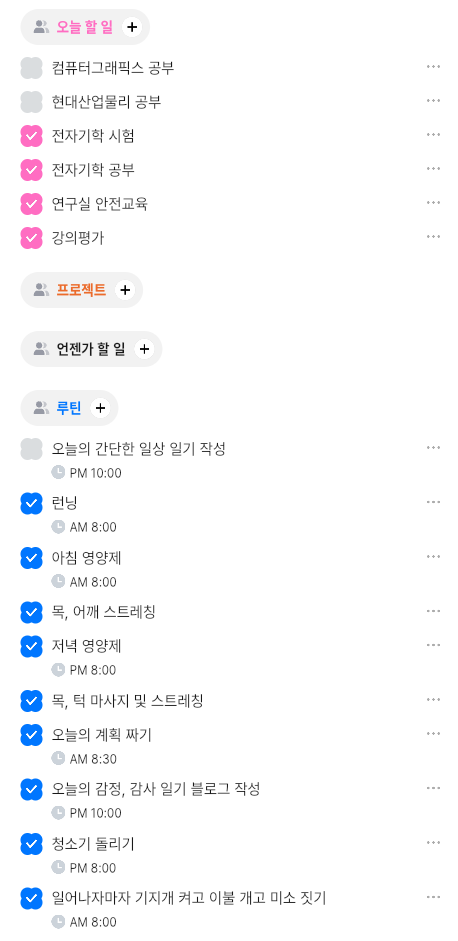 오늘 할 일 +
컴퓨터그래픽스 공부
현대산업물리 공부
전자기학 시험
전자기학 공부
연구실 안전교육
강의평가
프로젝트 +
언젠가 할 일 +
루틴 +
오늘의 간단한 일상 일기 작성
PM 10:00
런닝
AM 8:00
아침 영양제
AM 8:00
목, 어깨 스트레칭
저녁 영양제
PM 8:00
목, 턱 마사지 및 스트레칭
오늘의 계획 짜기
AM 8:30
오늘의 감정, 감사 일기 블로그 작성
PM 10:00
청소기 돌리기
PM 8:00
일어나자마자 기지개 켜고 이불 개고 미소 짓기
AM 8:00